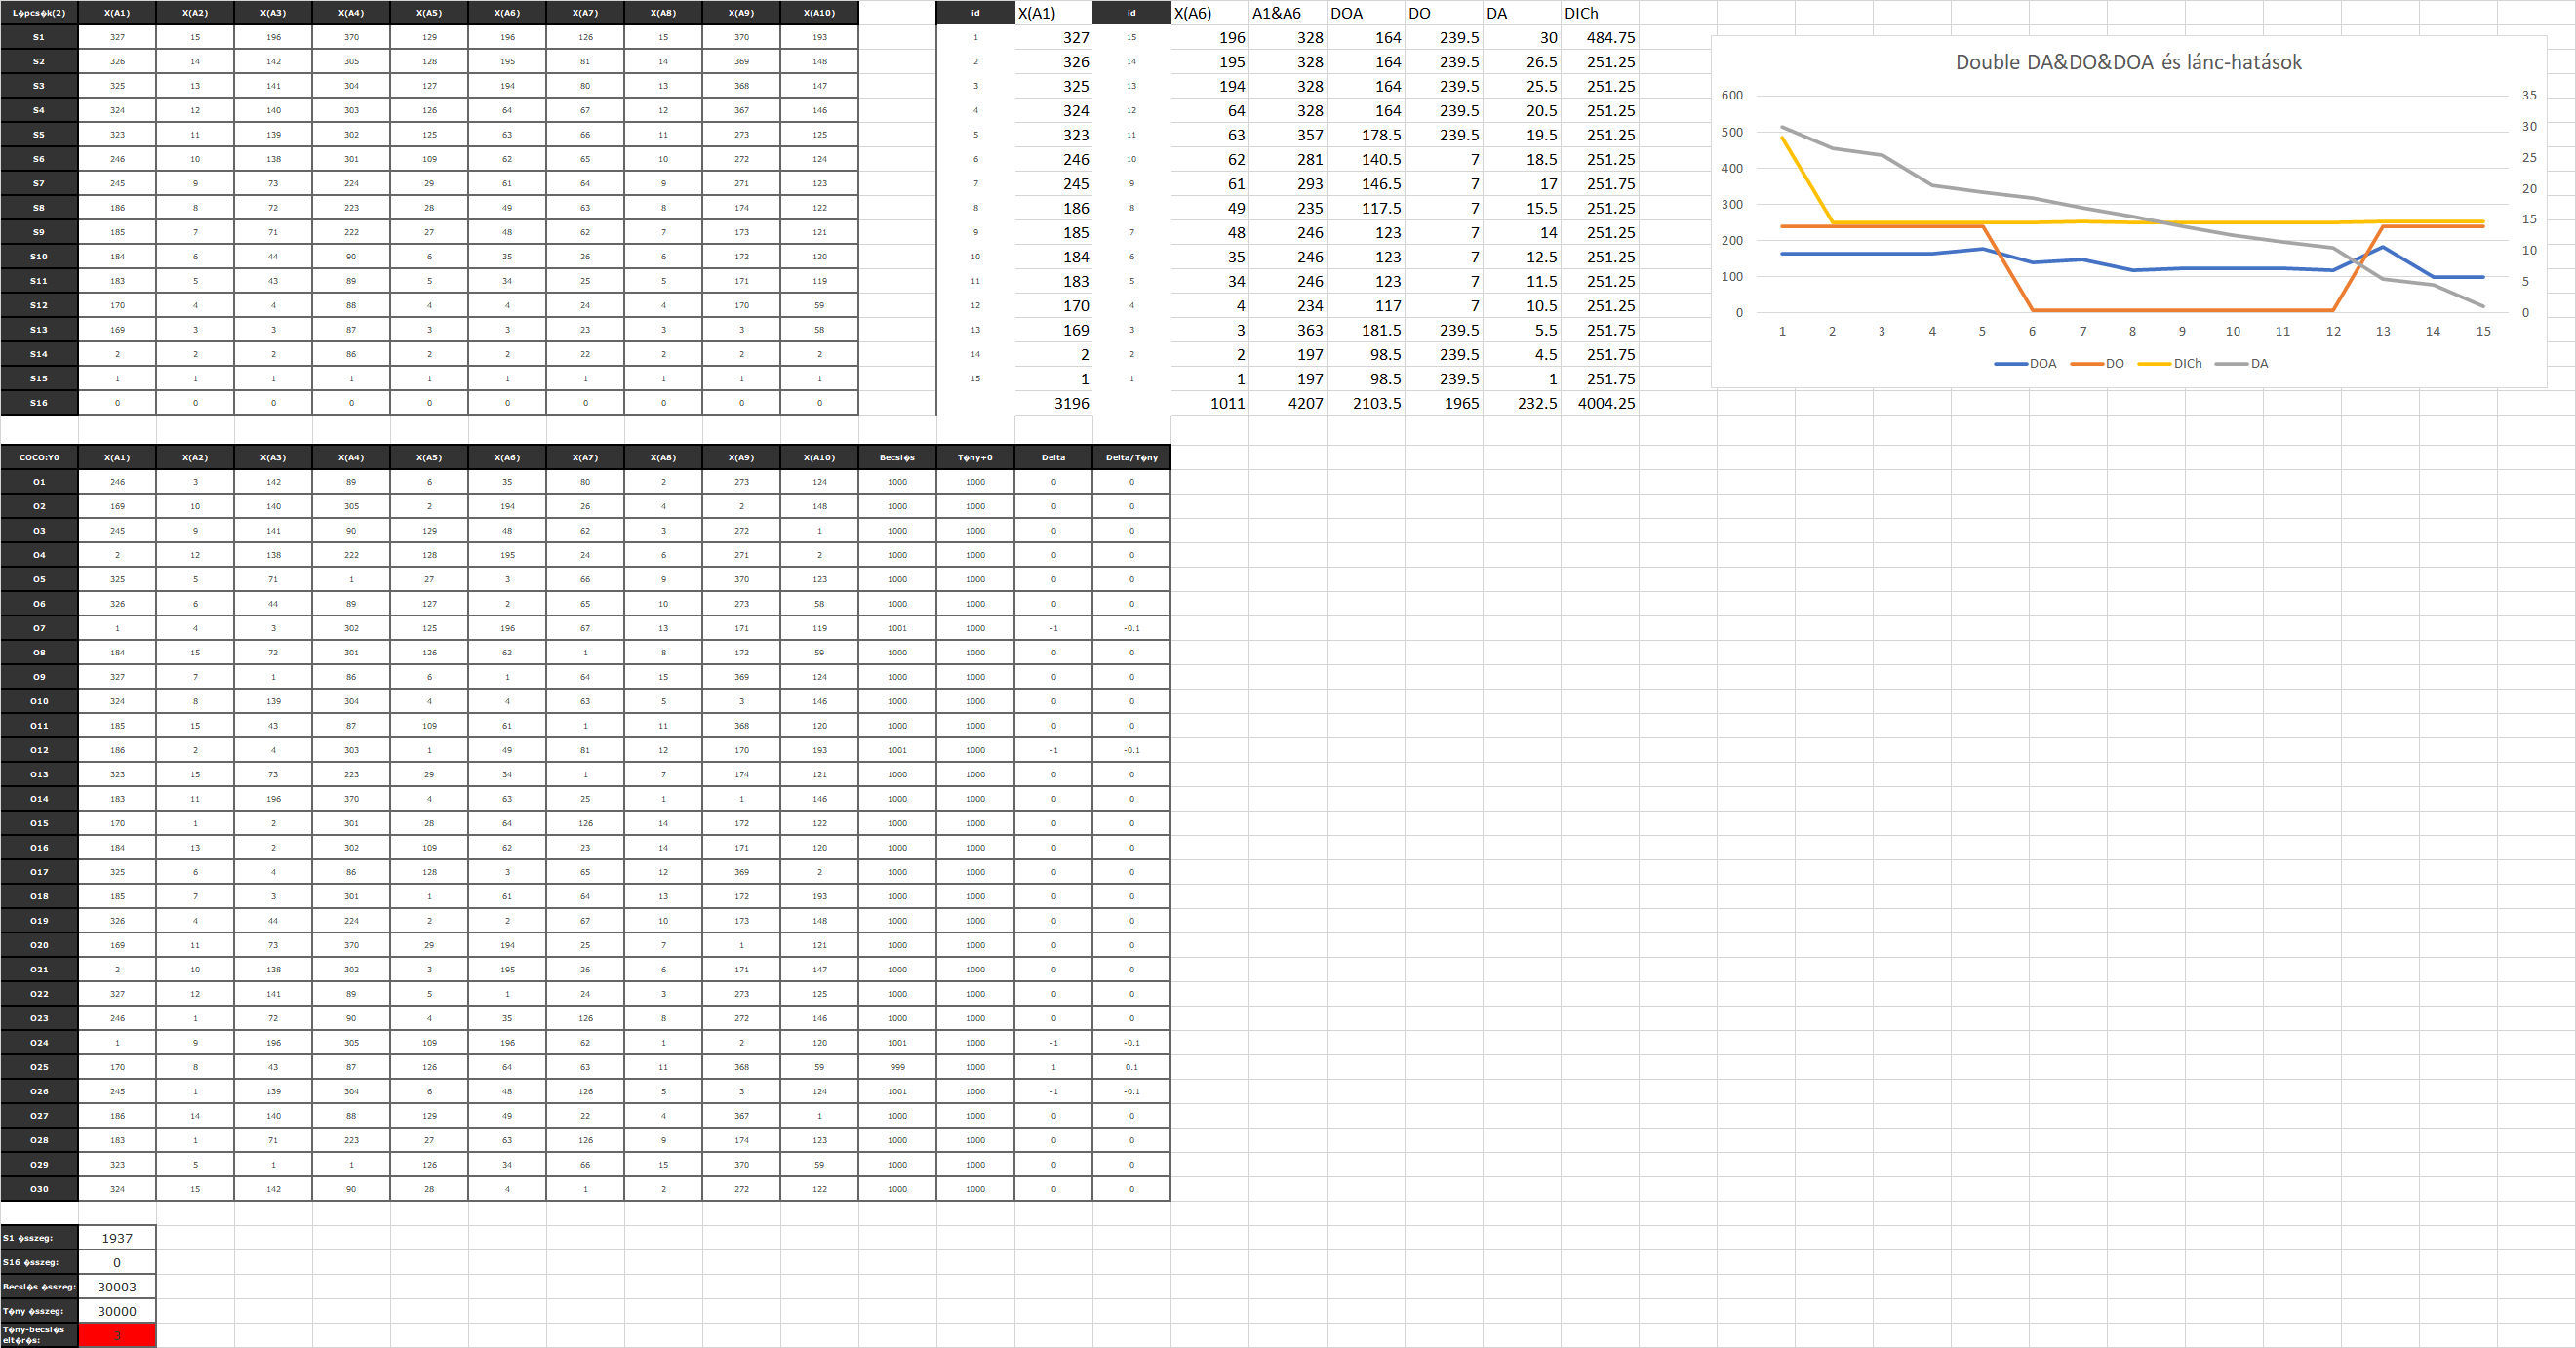 L�pcs�k(2) X(A1) X(A2) X(A3) X(A4) X(A5) X(A6) X(A7) X(A8) X(A9) X(A10) id X(A1) id X(A6) A1&A6 DOA DO DA DICh
S1 327 15 196 370 129 196 126 15 370 193 1 327 15 196 328 164 239.5 30 484.75
S2 326 14 142 305 128 195 81 14 369 148 2 326 14 195 328 164 239.5 26.5 251.25
S3 325 13 141 304 127 194 80 13 368 147 3 325 13 194 328 164 239.5 25.5 251.25
S4 324 12 140 303 126 64 67 12 367 146 4 324 12 64 328 164 239.5 20.5 251.25
S5 323 11 139 302 125 63 66 11 273 125 5 323 11 63 357 178.5 239.5 19.5 251.25
S6 246 10 138 301 109 62 65 10 272 124 6 246 10 62 281 140.5 7 18.5 251.25
S7 245 9 73 224 29 61 64 9 271 123 7 245 9 61 293 146.5 7 17 251.75
S8 186 8 72 223 28 49 63 8 174 122 8 186 8 49 235 117.5 7 15.5 251.25
S9 185 7 71 222 27 48 62 7 173 121 9 185 7 48 246 123 7 14 251.25
S10 184 6 44 90 6 35 26 6 172 120 10 184 6 35 246 123 7 12.5 251.25
S11 183 5 43 89 5 34 25 5 171 119 11 183 5 34 246 123 7 11.5 251.25
S12 170 4 4 88 4 4 24 4 170 59 12 170 4 4 234 117 7 10.5 251.25
S13 169 3 3 87 3 3 23 3 3 58 13 169 3 3 363 181.5 239.5 5.5 251.75
S14 2 2 2 86 2 2 22 2 2 2 14 2 2 2 197 98.5 239.5 4.5 251.75
S15 1 1 1 1 1 1 1 1 1 1 15 1 1 1 197 98.5 239.5 1 251.75
S16 0 0 0 0 0 0 0 0 0 0 3196 1011 4207 2103.5 1965 232.5 4004.25
Double DA&DO&DOA és lánc-hatások
600 35
500 30
400 25
300 20
200 15
100 10
0 5
0
1 2 3 4 5 6 7 8 9 10 11 12 13 14 15
DOA DO DICh DA
COCO:Y0 X(A1) X(A2) X(A3) X(A4) X(A5) X(A6) X(A7) X(A8) X(A9) X(A10) Becsl�s T�ny+0 Delta Delta/T�ny
O1 246 3 142 89 6 35 80 2 273 124 1000 1000 0 0
O2 169 10 140 305 2 194 26 4 2 148 1000 1000 0 0
O3 245 9 141 90 129 48 62 3 272 1 1000 1000 0 0
O4 2 12 138 222 128 195 24 6 271 2 1000 1000 0 0
O5 325 5 71 1 27 3 66 9 370 123 1000 1000 0 0
O6 326 6 44 89 127 2 65 10 273 58 1000 1000 0 0
O7 1 4 3 302 125 196 67 13 171 119 1001 1000 -1 -0.1
O8 184 15 72 301 126 62 1 8 172 59 1000 1000 0 0
O9 327 7 1 86 6 1 64 15 369 124 1000 1000 0 0
O10 324 8 139 304 4 4 63 5 3 146 1000 1000 0 0
O11 185 15 43 87 109 61 1 11 368 120 1000 1000 0 0
O12 186 2 4 303 1 49 81 12 170 193 1001 1000 -1 -0.1
O13 323 15 73 223 29 34 1 7 174 121 1000 1000 0 0
O14 183 11 196 370 4 63 25 1 1 146 1000 1000 0 0
O15 170 1 2 301 28 64 126 14 172 122 1000 1000 0 0
O16 184 13 2 302 109 62 23 14 171 120 1000 1000 0 0
O17 325 6 4 86 128 3 65 12 369 2 1000 1000 0 0
O18 185 7 3 301 1 61 64 13 172 193 1000 1000 0 0
O19 326 4 44 224 2 2 67 10 173 148 1000 1000 0 0
O20 169 11 73 370 29 194 25 7 1 121 1000 1000 0 0
O21 2 10 138 302 3 195 26 6 171 147 1000 1000 0 0
O22 327 12 141 89 5 1 24 3 273 125 1000 1000 0 0
O23 246 1 72 90 4 35 126 8 272 146 1000 1000 0 0
O24 1 9 196 305 109 196 62 1 2 120 1001 1000 -1 -0.1
O25 170 8 43 87 126 64 63 11 368 59 999 1000 1 0.1
O26 245 1 139 304 6 48 126 5 3 124 1001 1000 -1 -0.1
O27 186 14 140 88 129 49 22 4 367 1 1000 1000 0 0
O28 183 1 71 223 27 63 126 9 174 123 1000 1000 0 0
O29 323 5 1 1 126 34 66 15 370 59 1000 1000 0 0
O30 324 15 142 90 28 4 1 2 272 122 1000 1000 0 0
S1 �sszeg: 1937
S16 �sszeg: 0
Becsl�s �sszeg: 30003
T�ny �sszeg: 30000
T�ny-becsl�s
elt�r�s: 3